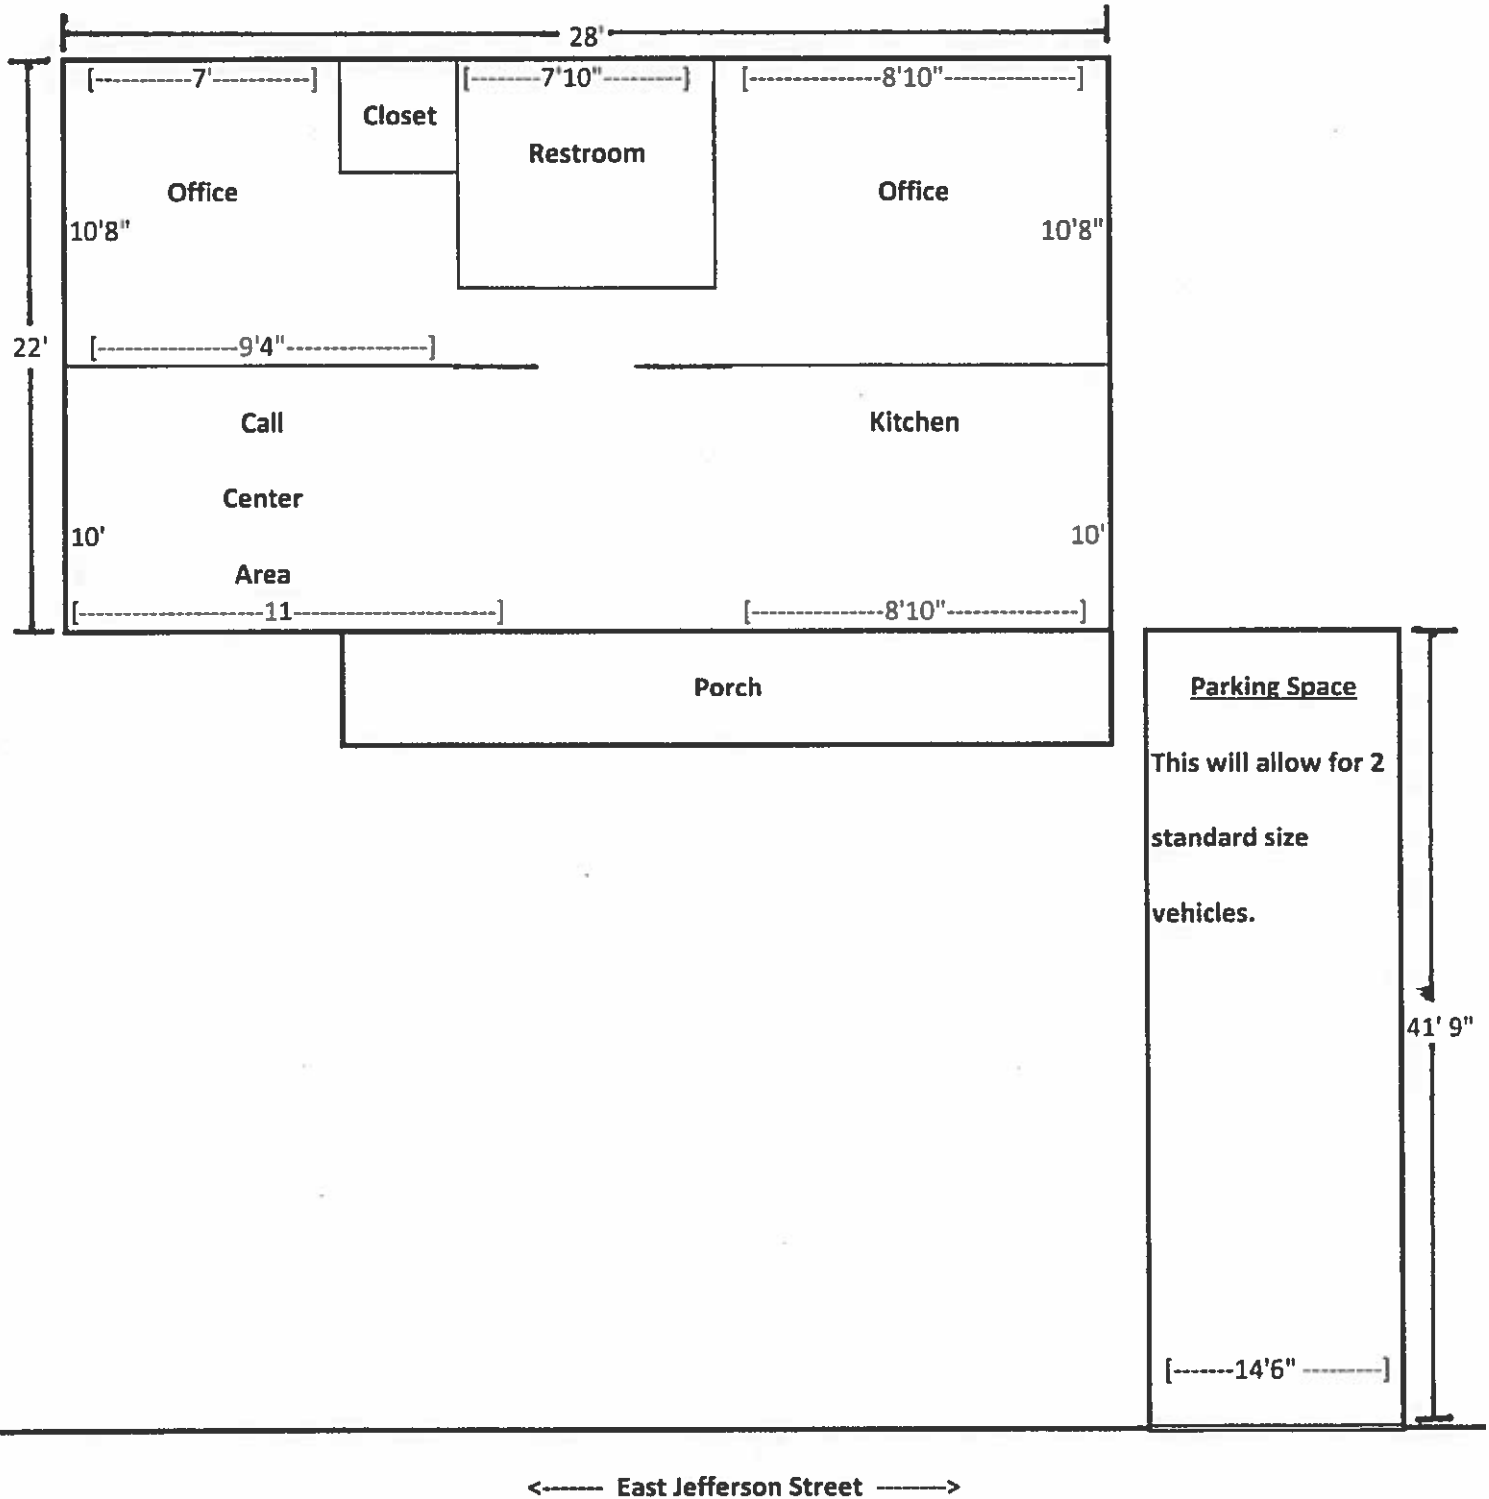 28'
[----------7'----------]
[-------7'10"--------]
[--------------8'10"--------------]
Closet
Restroom
Office
Office
10'8"
10'8"
22'
[---------------9'4"---------------]
Call
Kitchen
Center
10'
10'
Area
[--------------------11----------------------]
[--------------8'10"--------------]
Porch
Parking Space
This will allow for 2
standard size
vehicles.
41' 9"
[-------14'6" ---------]
<------- East Jefferson Street ------->